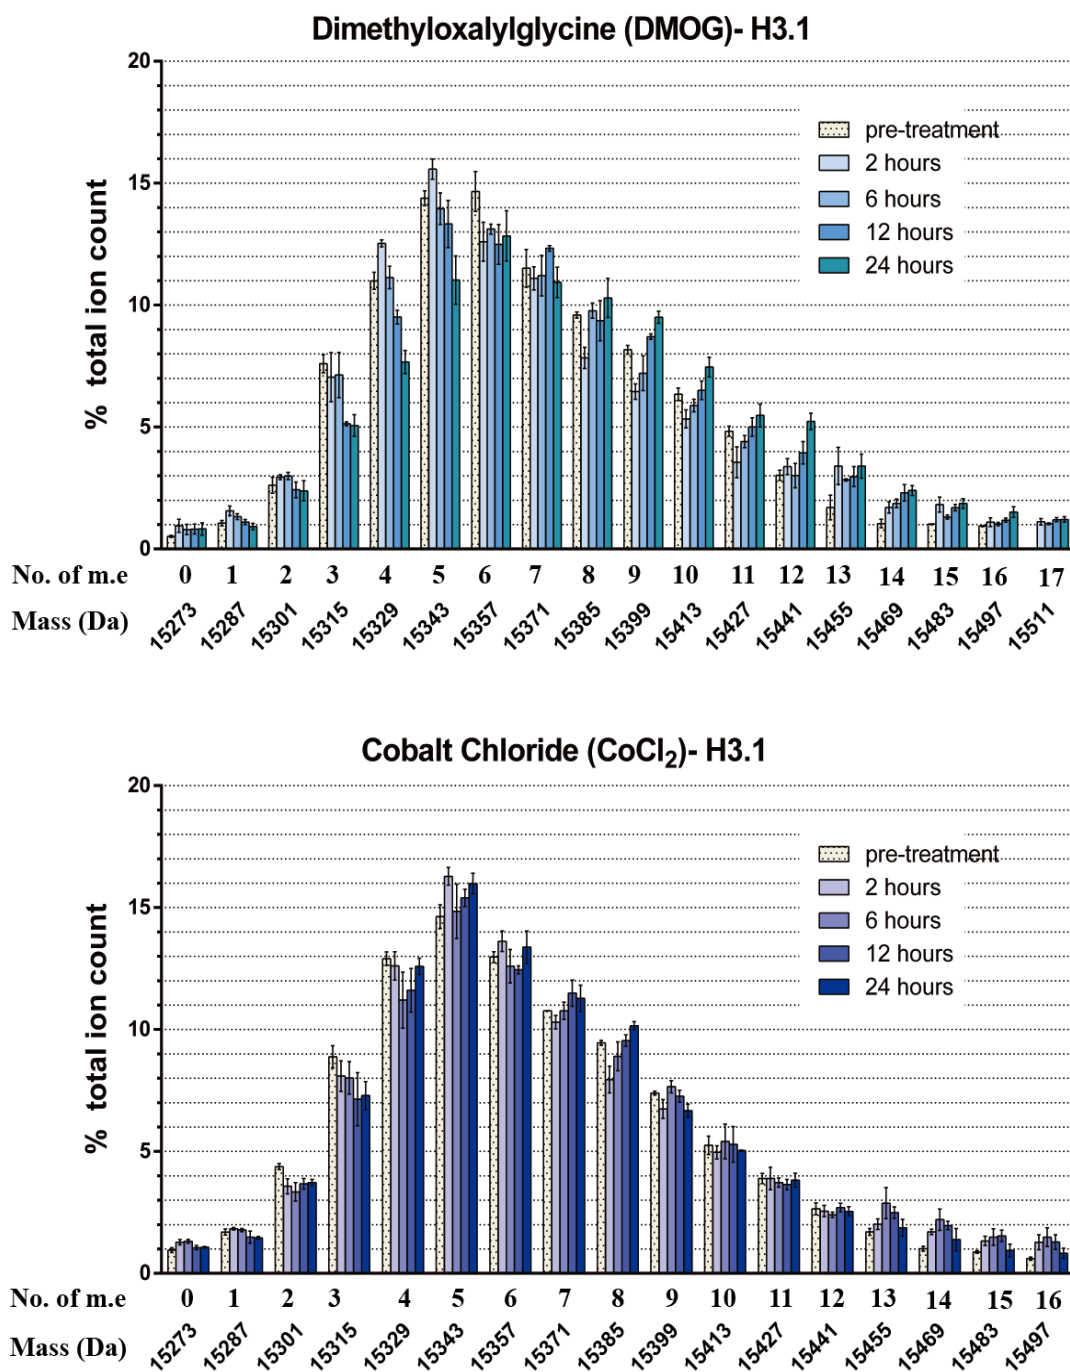 Dimethyloxalylglycine (DMOG)- H3.1
20
15
10
5
0
% total ion count
pre-treatment
2 hours
6 hours
12 hours
24 hours
No. of m.e 0 1 2 3 4 5 6 7 8 9 10 11 12 13 14 15 16 17
Mass (Da) 15273 15287 15301 15315 15329 15343 15357 15371 15385 15399 15413 15427 15441 15455 15469 15483 15497 15511
Cobalt Chloride (CoCl₂)- H3.1
20
15
10
5
0
% total ion count
pre-treatment
2 hours
6 hours
12 hours
24 hours
No. of m.e 0 1 2 3 4 5 6 7 8 9 10 11 12 13 14 15 16
Mass (Da) 15273 15287 15301 15315 15329 15343 15357 15371 15385 15399 15413 15427 15441 15455 15469 15483 15497